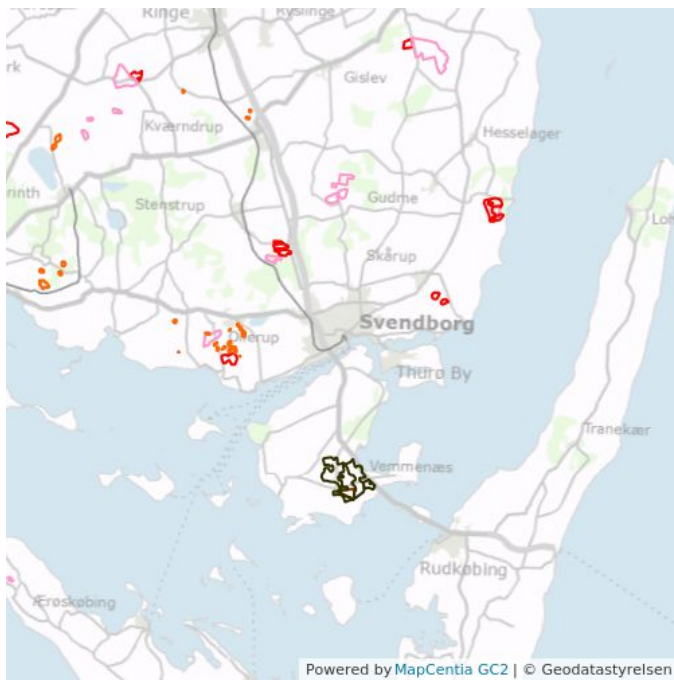 Ringe
Ryslinge
Gislev
Kværndrup
Hesselager
Stenstrup
Gudme
Skårup
Svendborg
Thurø By
Tranekær
Vemmenæs
Rudkøbing
Ærøskøbing
Powered by MapCentia GC2 | © Geodatastyrelsen